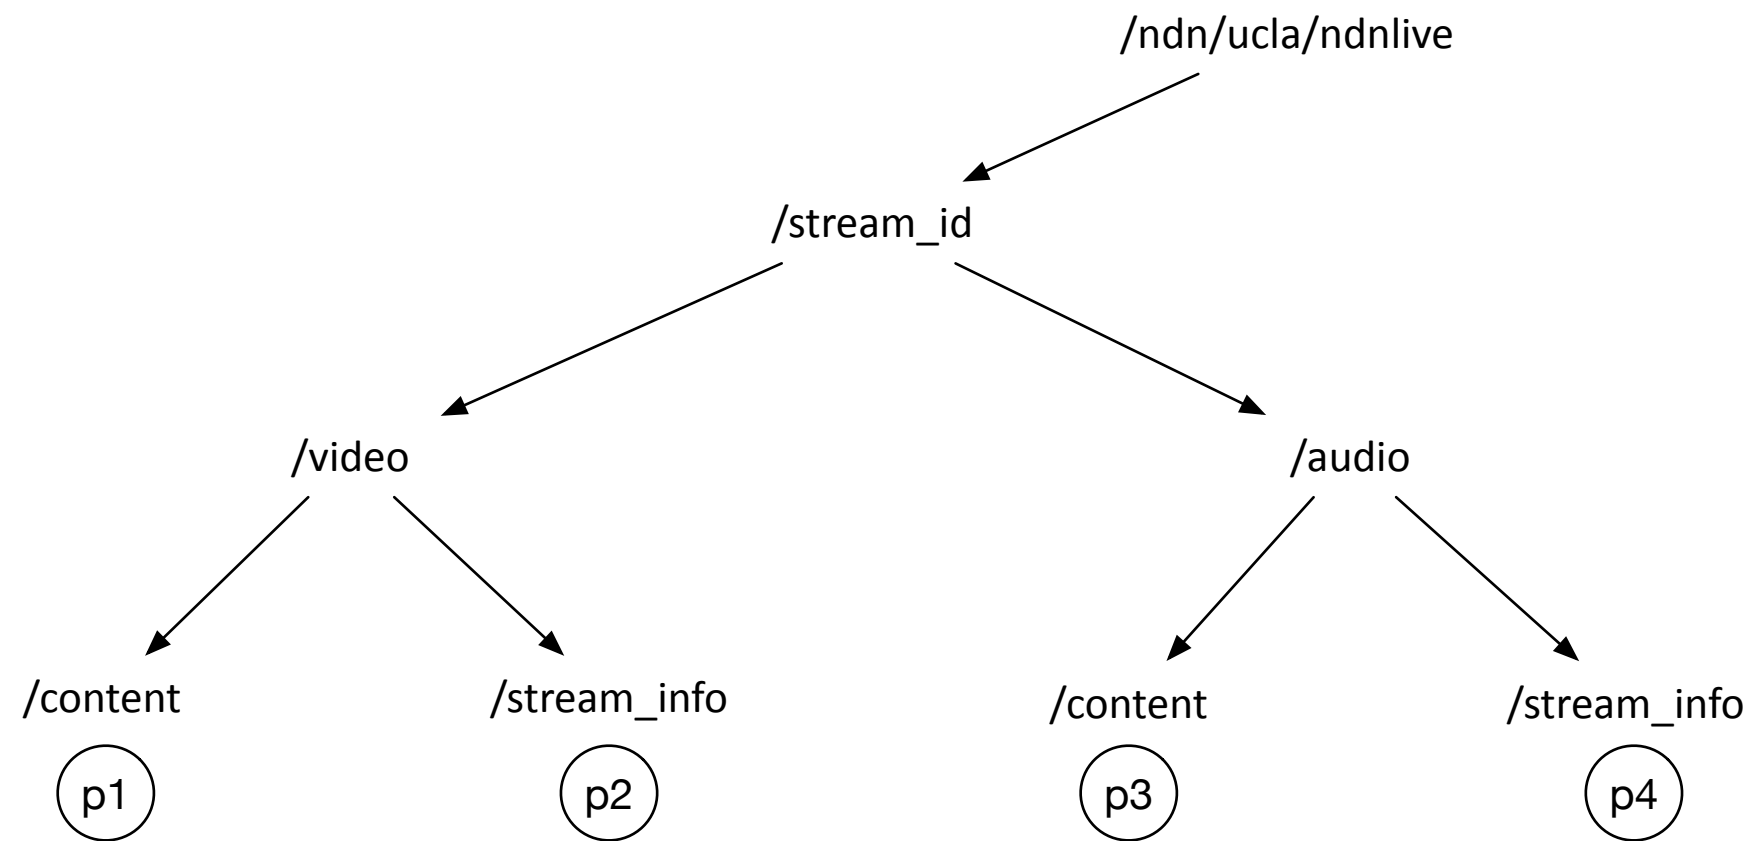 /ndn/ucla/ndnlive
/stream_id
/video
/audio
/content
/stream_info
/content
/stream_info
p1
p2
p3
p4